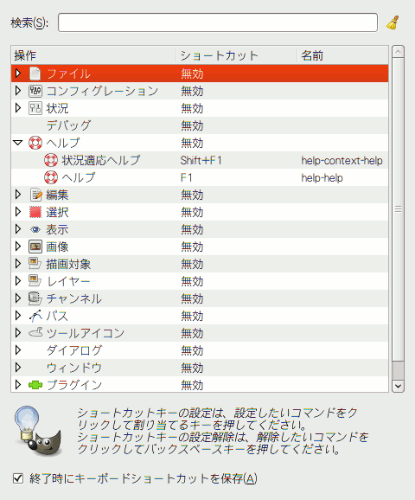 検索(S):
操作 ショートカット 名前
ファイル 無効
コンフィグレーション 無効
状況 無効
デバッグ 無効
ヘルプ 無効
状況適応ヘルプ Shift+F1 help-context-help
ヘルプ F1 help-help
編集 無効
選択 無効
表示 無効
画像 無効
描画対象 無効
レイヤー 無効
チャンネル 無効
パス 無効
ツールアイコン 無効
ダイアログ 無効
ウィンドウ 無効
プラグイン 無効
ショートカットキーの設定は、設定したいコマンドをク
リックして割り当てるキーを押してください。
ショートカットキーの設定解除は、解除したいコマンドを
クリックしてバックスペースキーを押してください。
終了時にキーボードショートカットを保存(A)